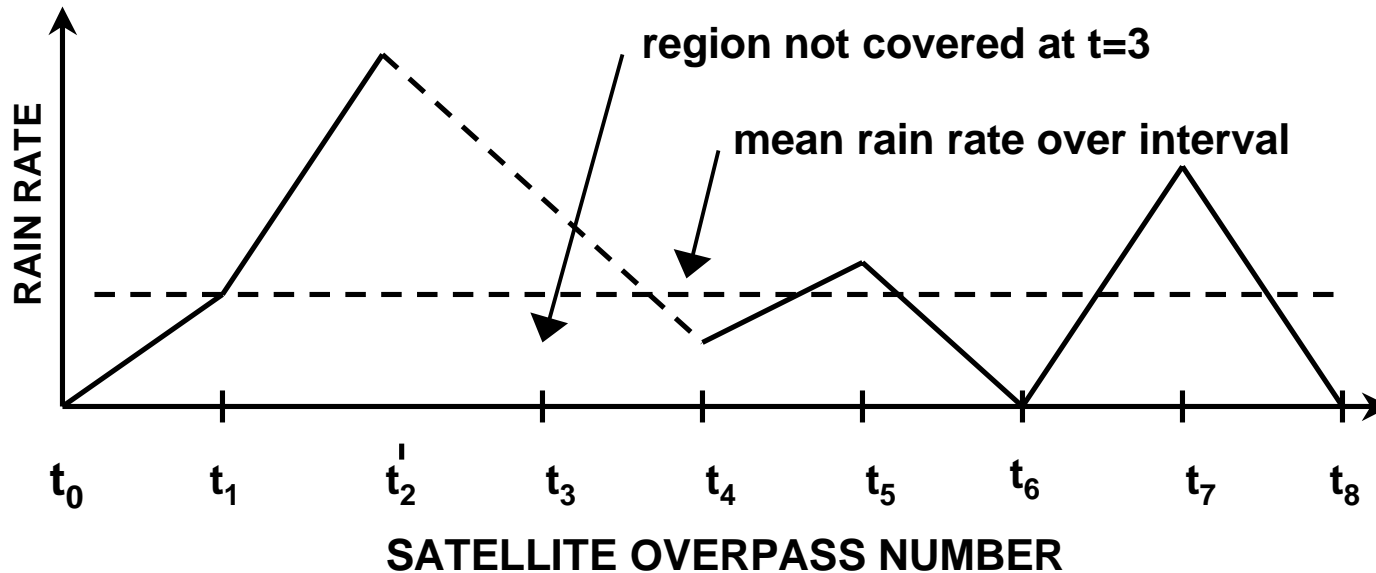 region not covered at t=3
mean rain rate over interval
RAIN RATE
t₀ t₁ t₂' t₃ t₄ t₅ t₆ t₇ t₈
SATELLITE OVERPASS NUMBER